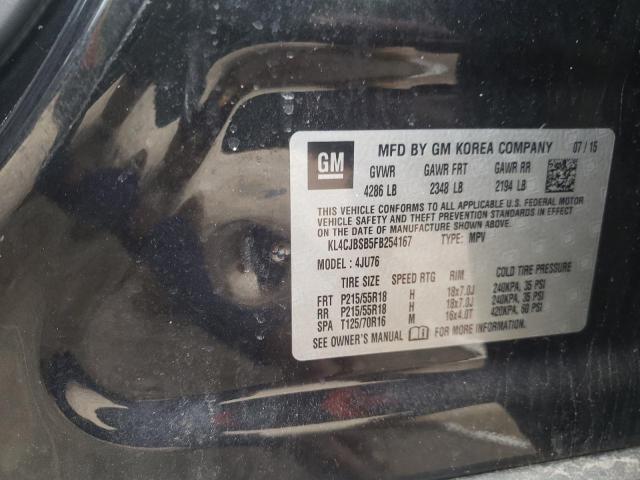 GM MFD BY GM KOREA COMPANY 07 / 15
GVWR GAWR FRT GAWR RR
4286 LB 2348 LB 2194 LB
THIS VEHICLE CONFORMS TO ALL APPLICABLE U.S. FEDERAL MOTOR
VEHICLE SAFETY AND THEFT PREVENTION STANDARDS IN EFFECT
ON THE DATE OF MANUFACTURE SHOWN ABOVE.
KL4CJBSB5FB254167 TYPE: MPV
MODEL : 4JU76
TIRE SIZE SPEED RTG RIM COLD TIRE PRESSURE
FRT P215/55R18 H 18x7.0J 240KPA, 35 PSI
RR P215/55R18 H 18x7.0J 240KPA, 35 PSI
SPA T125/70R16 M 16x4.0T 420KPA, 60 PSI
SEE OWNER'S MANUAL FOR MORE INFORMATION